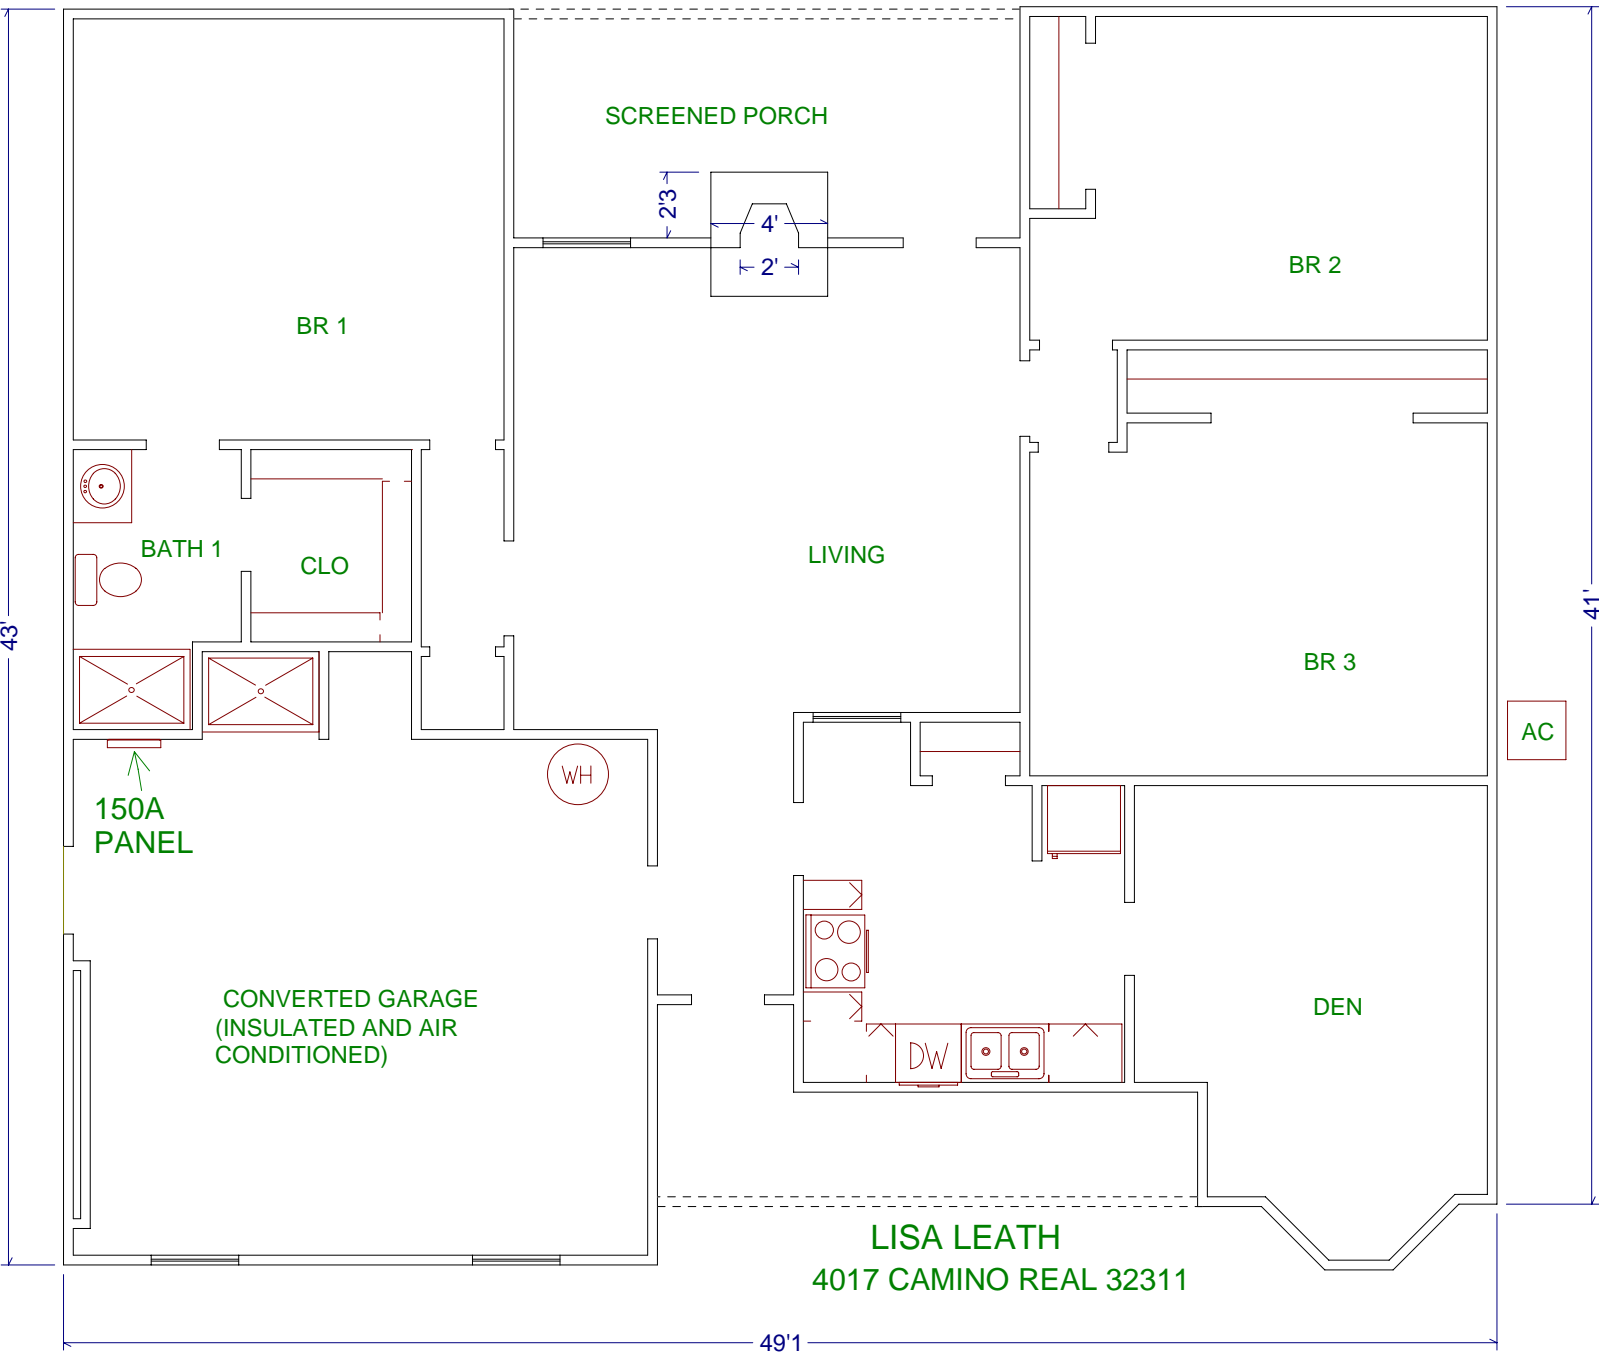 SCREENED PORCH
2'3
4'
2'
BR 2
BR 1
BATH 1
CLO
LIVING
43'
41'
BR 3
AC
WH
150A
PANEL
CONVERTED GARAGE
(INSULATED AND AIR
CONDITIONED)
DEN
DW
LISA LEATH
4017 CAMINO REAL 32311
49'1